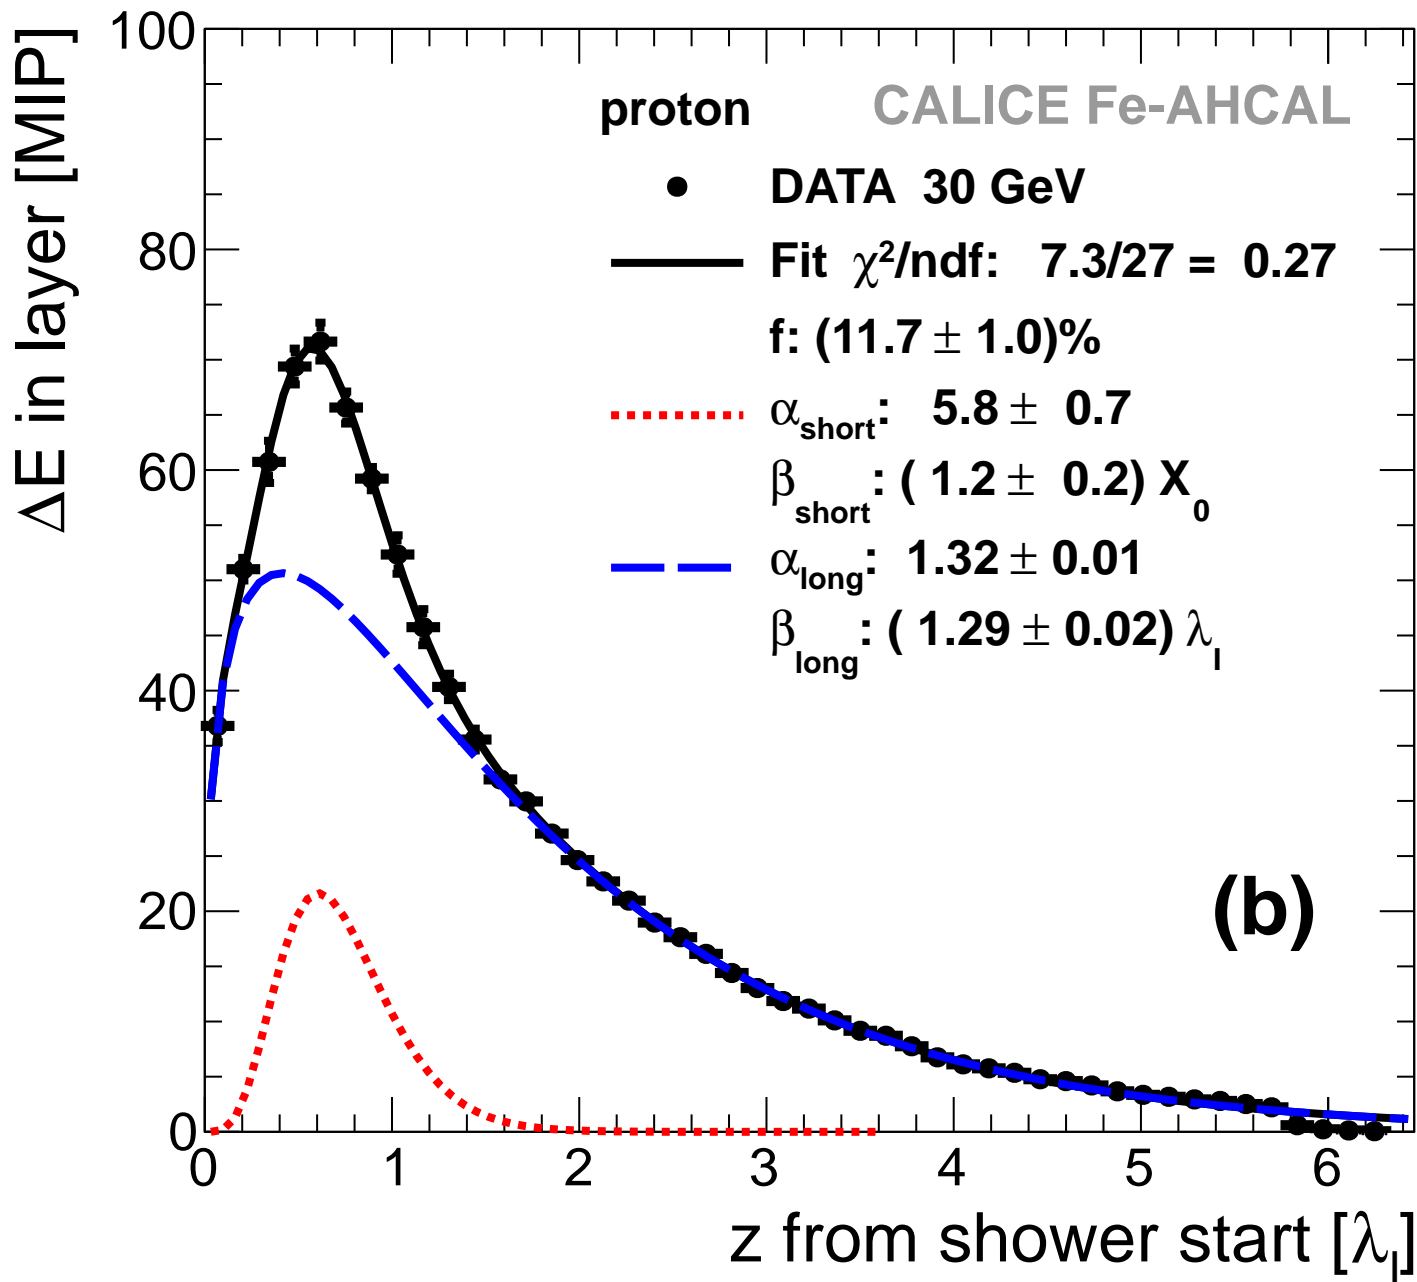 ΔE in layer [MIP]
100
80
60
40
20
0
proton CALICE Fe-AHCAL
DATA 30 GeV
Fit χ²/ndf: 7.3/27 = 0.27
f: (11.7 ± 1.0)%
α_short: 5.8 ± 0.7
β_short: ( 1.2 ± 0.2) X_0
α_long: 1.32 ± 0.01
β_long: ( 1.29 ± 0.02) λ_I
(b)
0 1 2 3 4 5 6
z from shower start [λ_I]